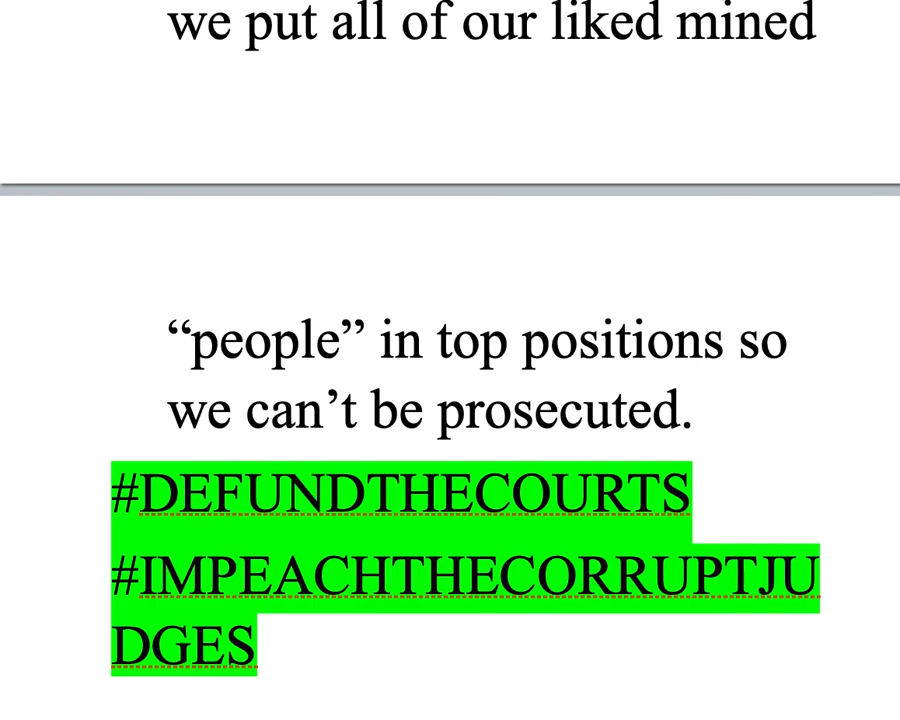 we put all of our liked mined
“people” in top positions so
we can’t be prosecuted.
#DEFUNDTHECOURTS
#IMPEACHTHECORRUPTJU
DGES